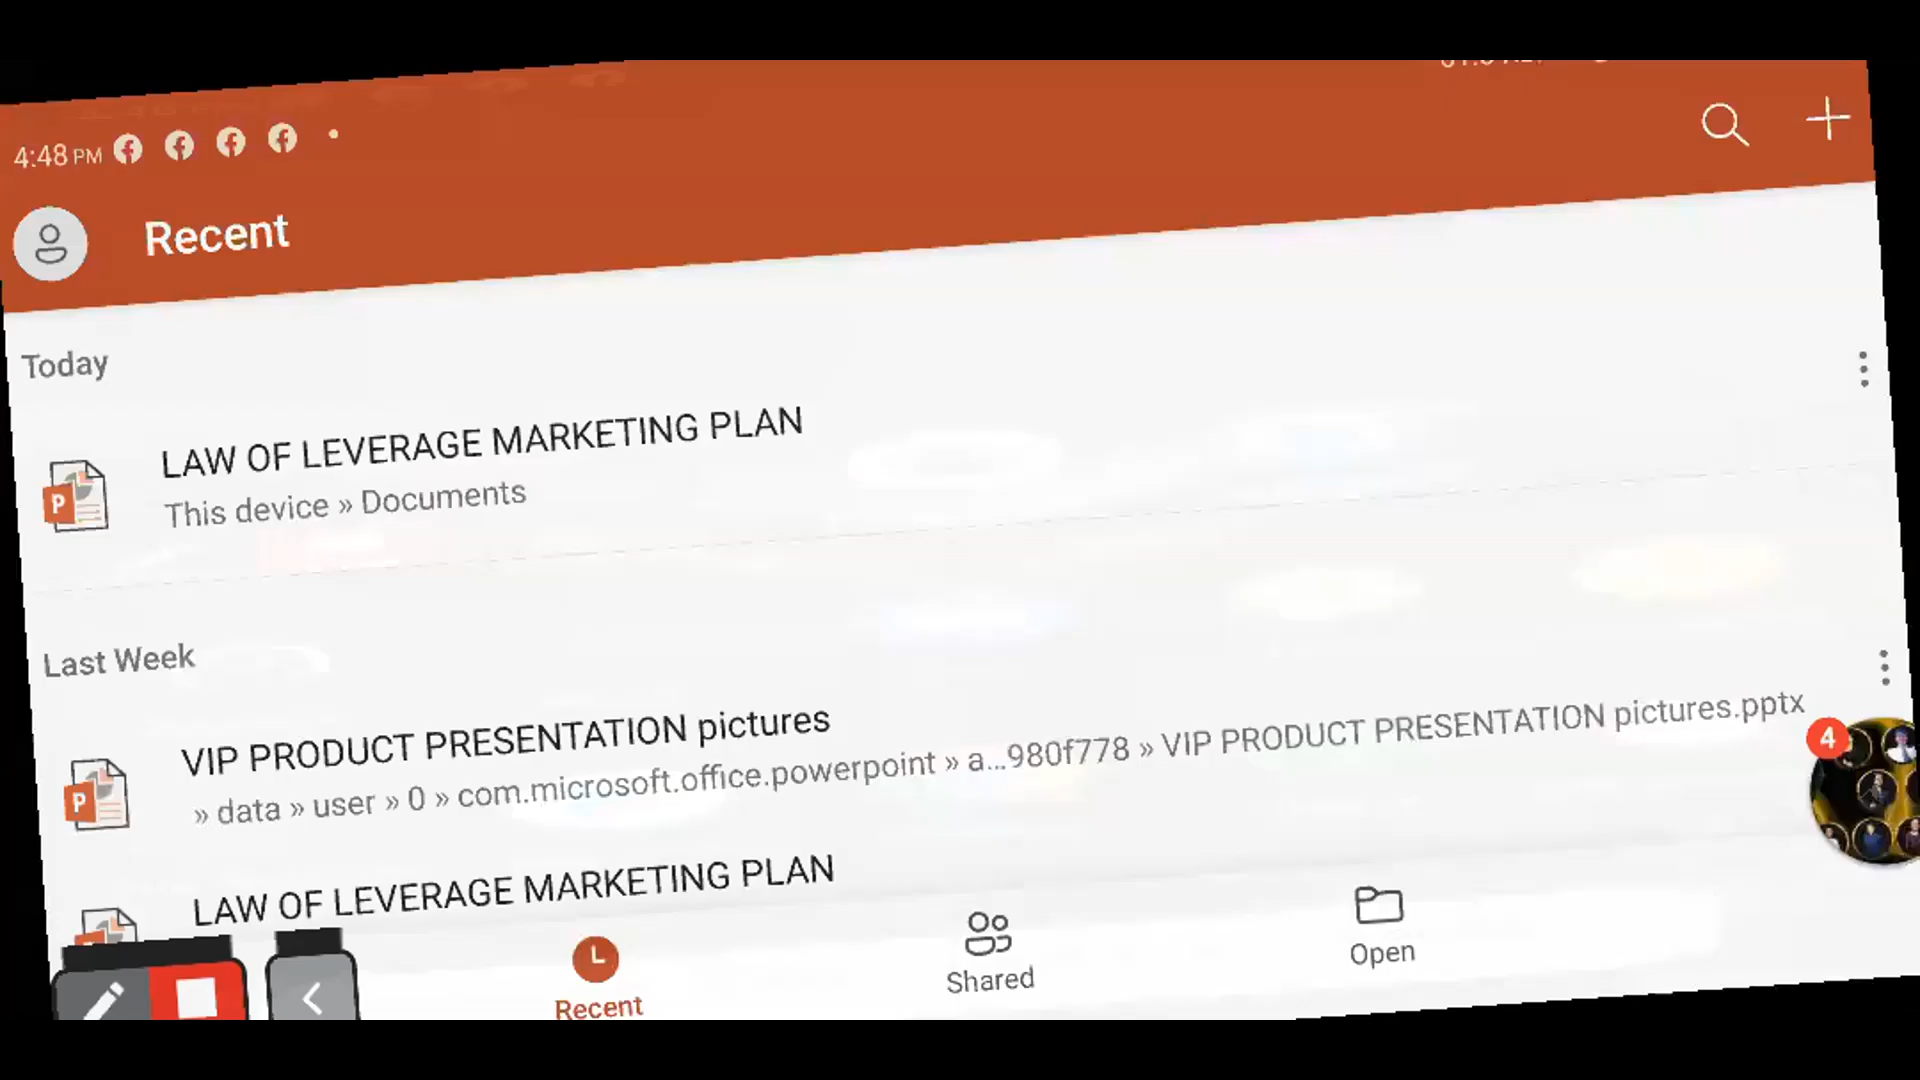 4:48 PM
Recent
Today
LAW OF LEVERAGE MARKETING PLAN
This device » Documents
Last Week
VIP PRODUCT PRESENTATION pictures
» data » user » 0 » com.microsoft.office.powerpoint » a...980f778 » VIP PRODUCT PRESENTATION pictures.pptx
4
LAW OF LEVERAGE MARKETING PLAN
Recent
Shared
Open